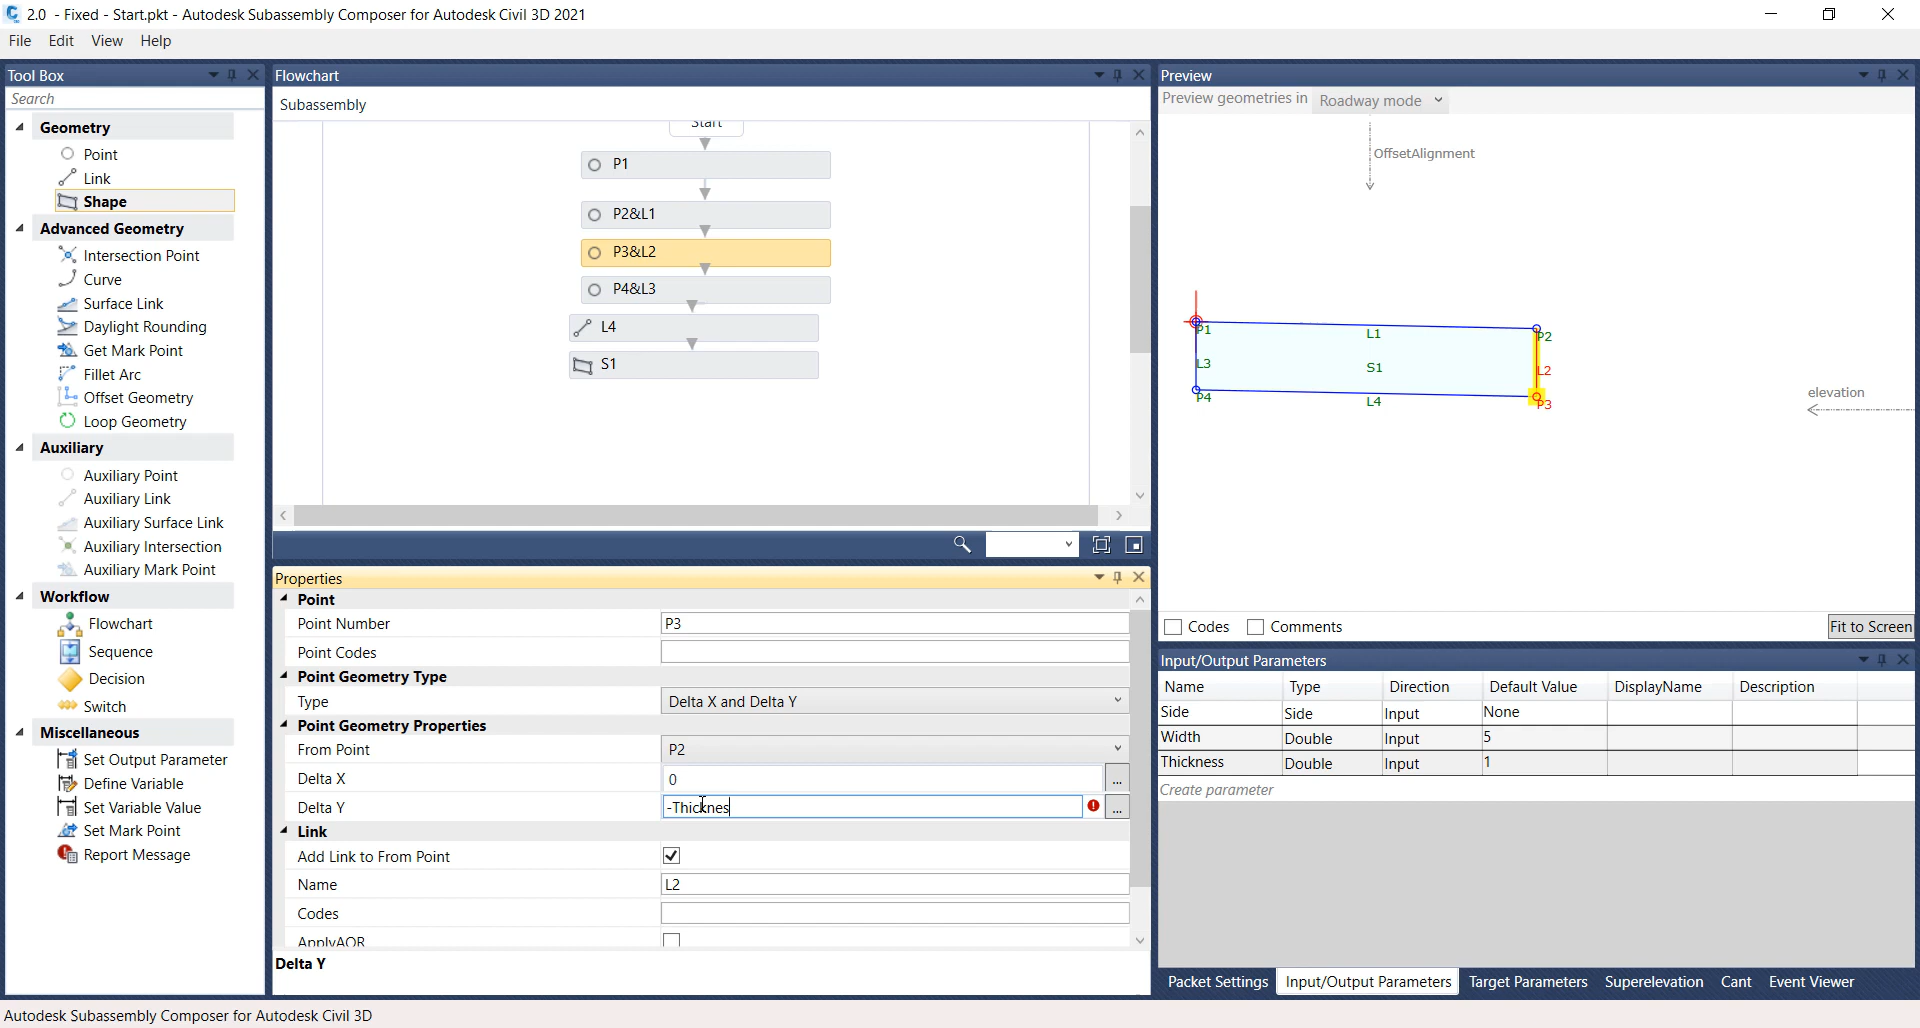 2.0 - Fixed - Start.pkt - Autodesk Subassembly Composer for Autodesk Civil 3D 2021
File Edit View Help
Tool Box
Search
Geometry
Point
Link
Shape
Advanced Geometry
Intersection Point
Curve
Surface Link
Daylight Rounding
Get Mark Point
Fillet Arc
Offset Geometry
Loop Geometry
Auxiliary
Auxiliary Point
Auxiliary Link
Auxiliary Surface Link
Auxiliary Intersection
Auxiliary Mark Point
Workflow
Flowchart
Sequence
Decision
Switch
Miscellaneous
Set Output Parameter
Define Variable
Set Variable Value
Set Mark Point
Report Message
Flowchart
Subassembly
Start
P1
P2&L1
P3&L2
P4&L3
L4
S1
Properties
Point
Point Number P3
Point Codes
Point Geometry Type
Type Delta X and Delta Y
Point Geometry Properties
From Point P2
Delta X 0 ...
Delta Y -Thicknes ...
Link
Add Link to From Point
Name L2
Codes
ApplyAOR
Delta Y
Preview
Preview geometries in Roadway mode
OffsetAlignment
P1 L1 P2
L3 S1 L2
P4 L4 P3
elevation
Codes Comments Fit to Screen
Input/Output Parameters
Name Type Direction Default Value DisplayName Description
Side Side Input None
Width Double Input 5
Thickness Double Input 1
Create parameter
Packet Settings Input/Output Parameters Target Parameters Superelevation Cant Event Viewer
Autodesk Subassembly Composer for Autodesk Civil 3D